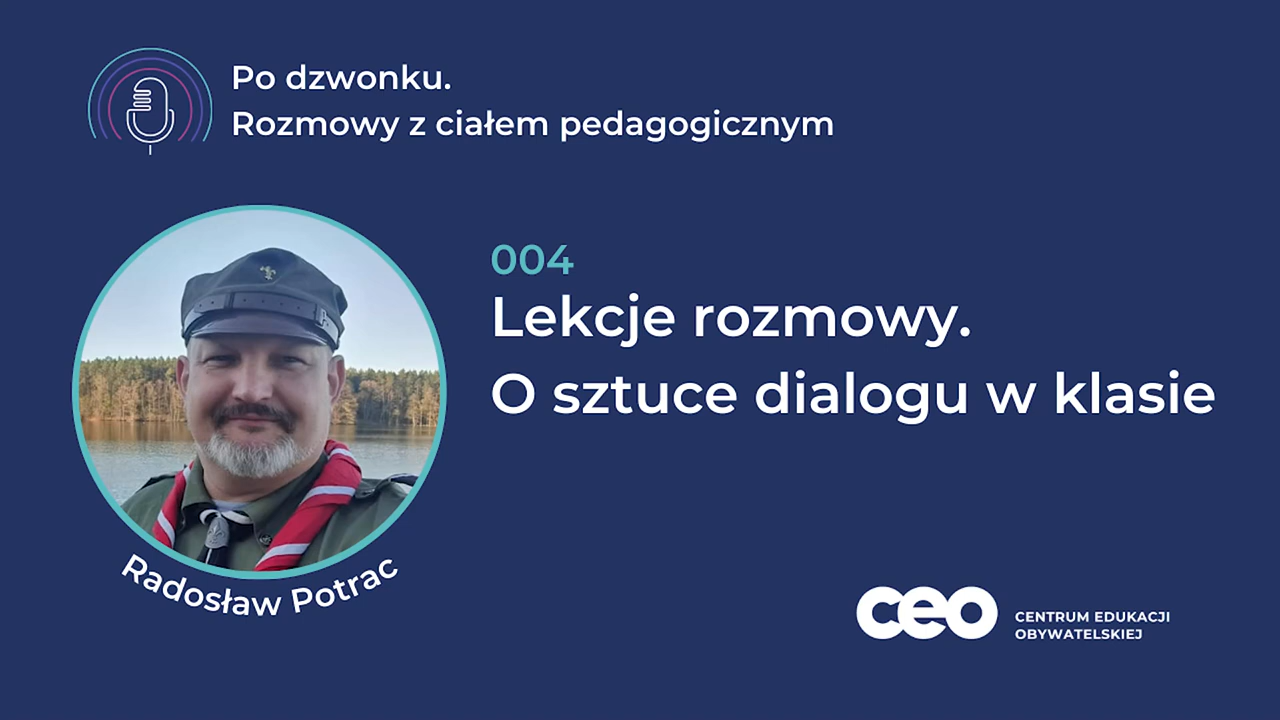 Po dzwonku.
Rozmowy z ciałem pedagogicznym
004
Lekcje rozmowy.
O sztuce dialogu w klasie
Radosław Potrac
ceo
CENTRUM EDUKACJI
OBYWATELSKIEJ